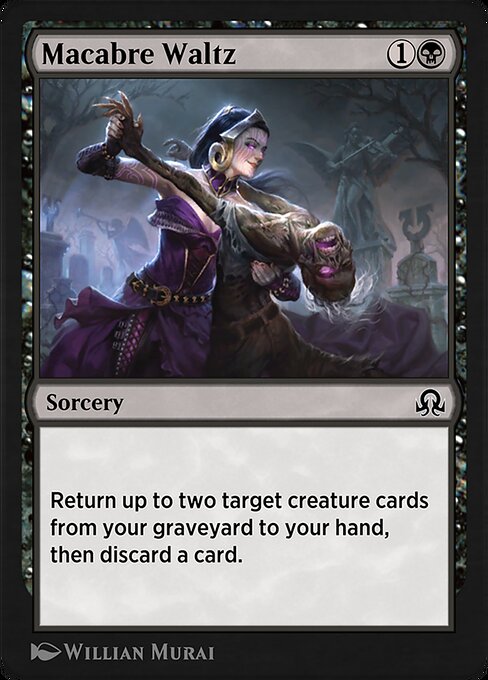 Macabre Waltz 1
Sorcery
Return up to two target creature cards
from your graveyard to your hand,
then discard a card.
Willian Murai